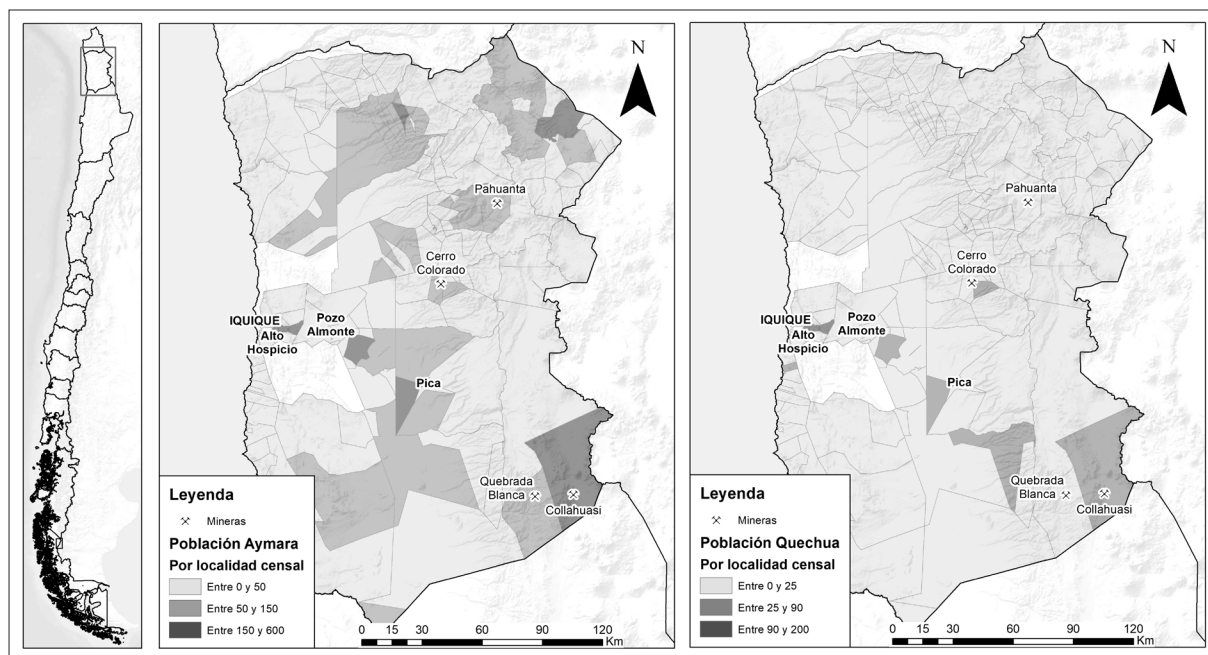 N
Pahuanta
Cerro
Colorado
IQUIQUE
Alto
Hospicio
Pozo
Almonte
Pica
Quebrada
Blanca
Collahuasi
Leyenda
Mineras
Población Aymara
Por localidad censal
Entre 0 y 50
Entre 50 y 150
Entre 150 y 600
0 15 30 60 90 120
Km
N
Pahuanta
Cerro
Colorado
IQUIQUE
Alto
Hospicio
Pozo
Almonte
Pica
Quebrada
Blanca
Collahuasi
Leyenda
Mineras
Población Quechua
Por localidad censal
Entre 0 y 25
Entre 25 y 90
Entre 90 y 200
0 15 30 60 90 120
Km